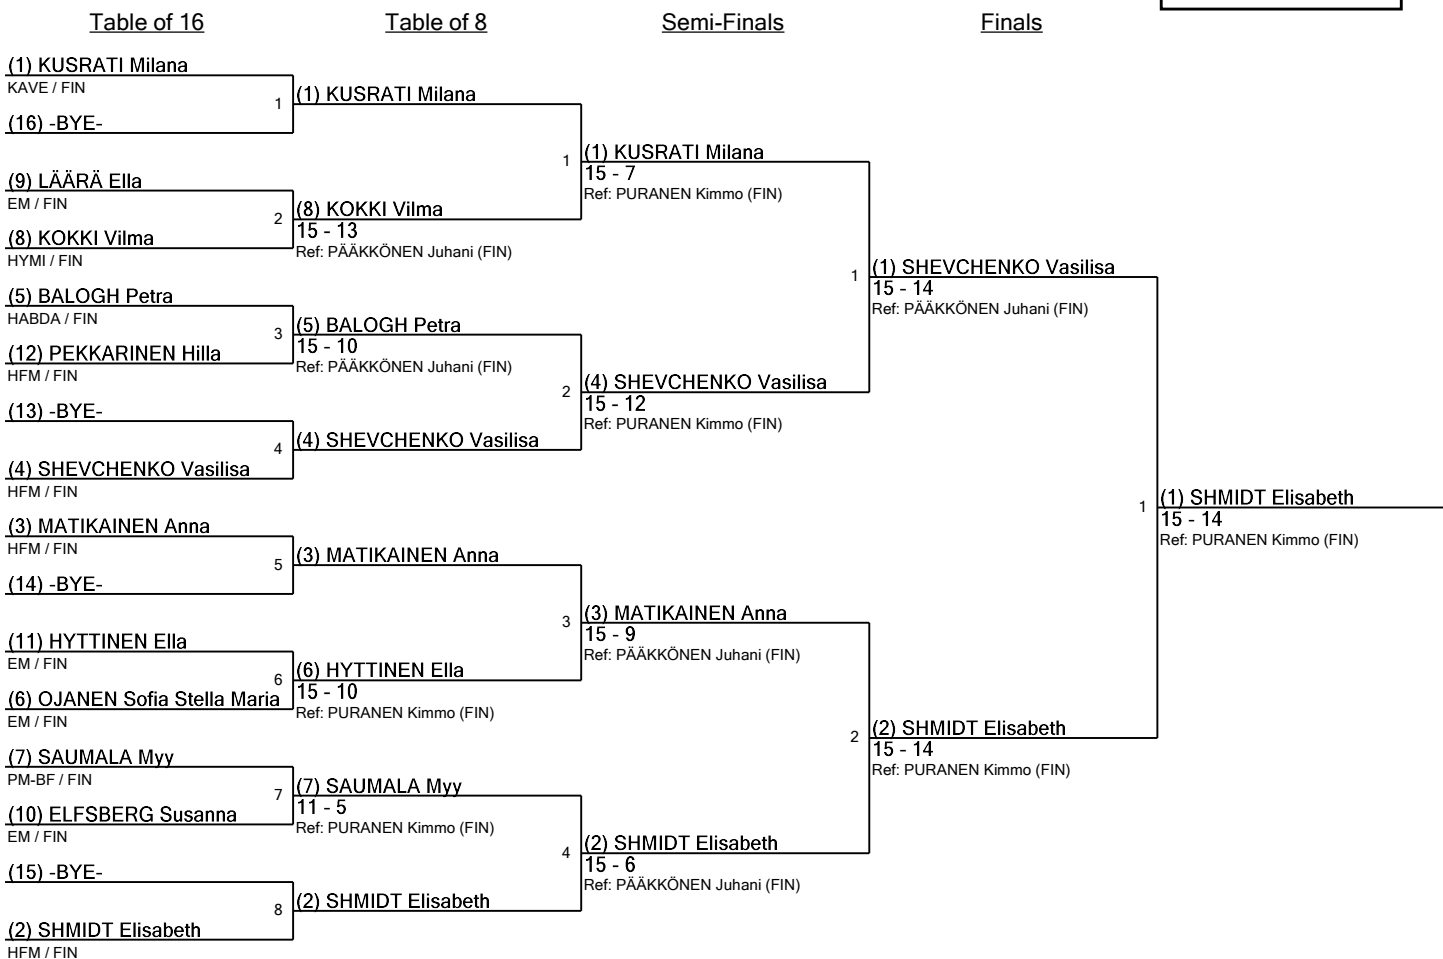 Table of 16
Table of 8
Semi-Finals
Finals
(1) KUSRATI Milana
KAVE / FIN
(16) -BYE-
(9) LÄÄRÄ Ella
EM / FIN
(8) KOKKI Vilma
HYMI / FIN
(5) BALOGH Petra
HABDA / FIN
(12) PEKKARINEN Hilla
HFM / FIN
(13) -BYE-
(4) SHEVCHENKO Vasilisa
HFM / FIN
(3) MATIKAINEN Anna
HFM / FIN
(14) -BYE-
(11) HYTTINEN Ella
EM / FIN
(6) OJANEN Sofia Stella Maria
EM / FIN
(7) SAUMALA Myy
PM-BF / FIN
(10) ELFSBERG Susanna
EM / FIN
(15) -BYE-
(2) SHMIDT Elisabeth
HFM / FIN
1
(1) KUSRATI Milana
2
(8) KOKKI Vilma
15 - 13
Ref: PÄÄKKÖNEN Juhani (FIN)
3
(5) BALOGH Petra
15 - 10
Ref: PÄÄKKÖNEN Juhani (FIN)
4
(4) SHEVCHENKO Vasilisa
5
(3) MATIKAINEN Anna
6
(6) HYTTINEN Ella
15 - 10
Ref: PURANEN Kimmo (FIN)
7
(7) SAUMALA Myy
11 - 5
Ref: PURANEN Kimmo (FIN)
8
(2) SHMIDT Elisabeth
1
(1) KUSRATI Milana
15 - 7
Ref: PURANEN Kimmo (FIN)
2
(4) SHEVCHENKO Vasilisa
15 - 12
Ref: PURANEN Kimmo (FIN)
3
(3) MATIKAINEN Anna
15 - 9
Ref: PÄÄKKÖNEN Juhani (FIN)
4
(2) SHMIDT Elisabeth
15 - 6
Ref: PÄÄKKÖNEN Juhani (FIN)
1
(1) SHEVCHENKO Vasilisa
15 - 14
Ref: PÄÄKKÖNEN Juhani (FIN)
2
(2) SHMIDT Elisabeth
15 - 14
Ref: PURANEN Kimmo (FIN)
1
(1) SHMIDT Elisabeth
15 - 14
Ref: PURANEN Kimmo (FIN)